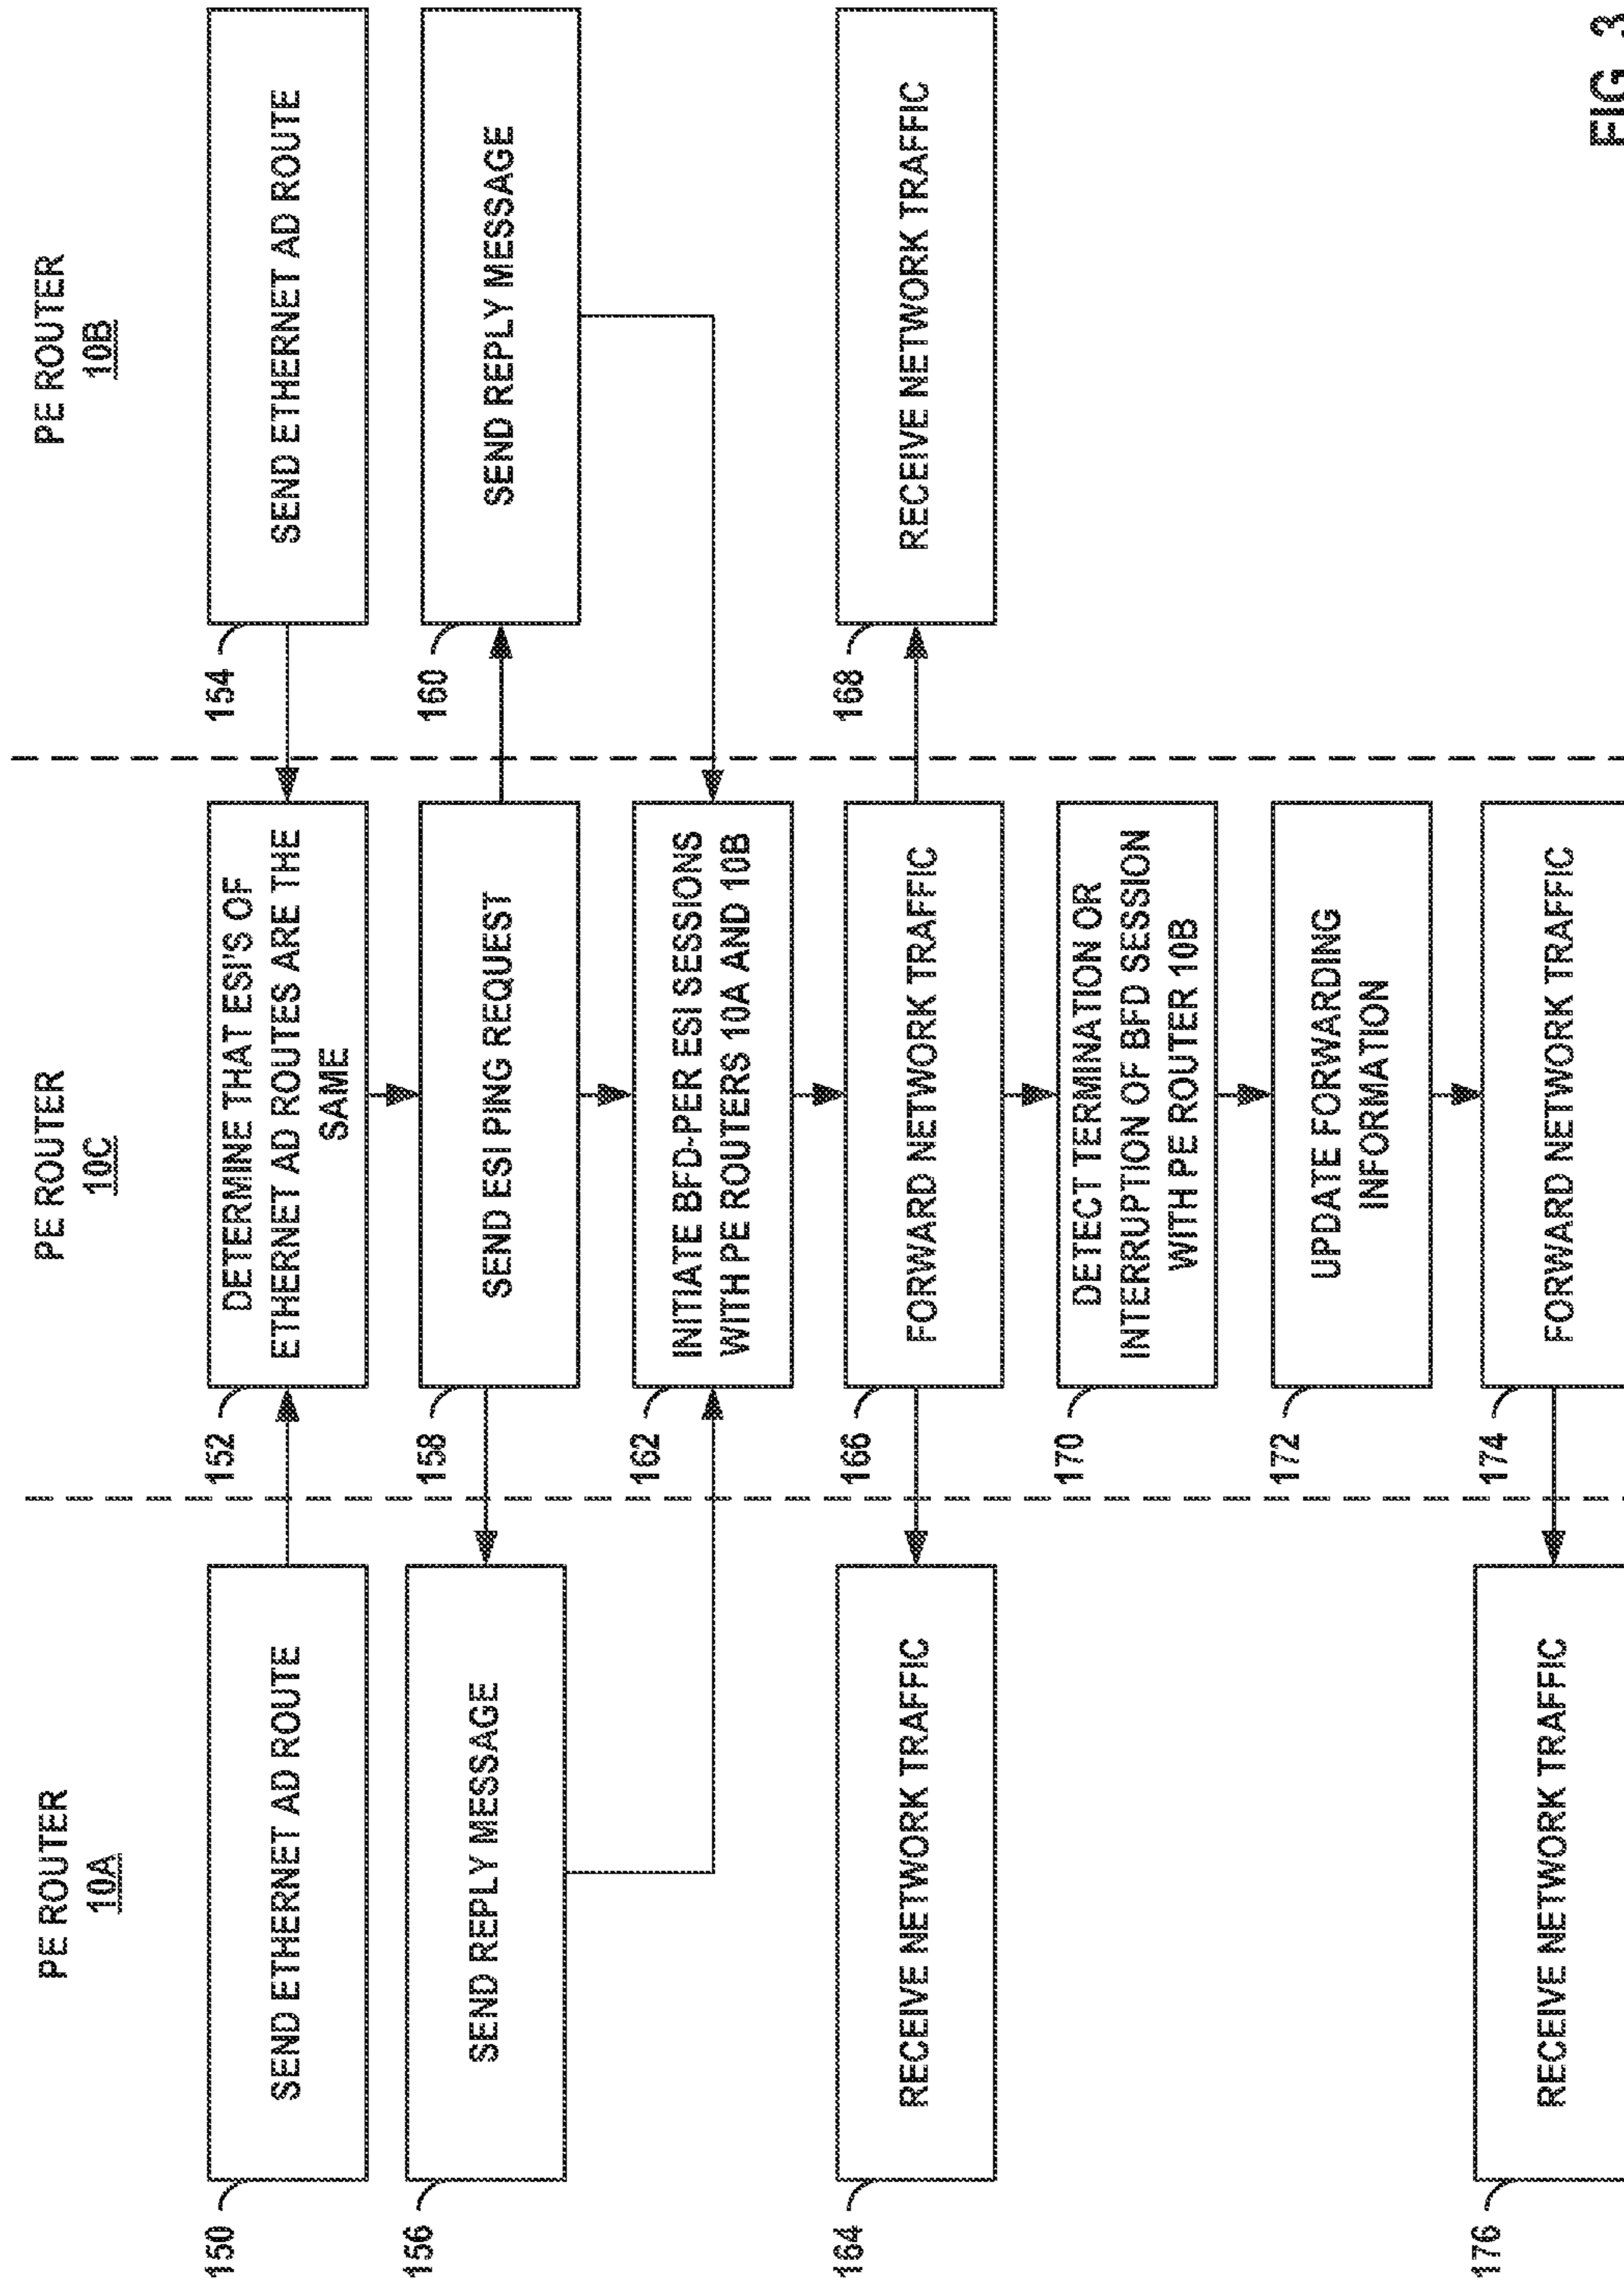 PE ROUTER
10A
PE ROUTER
10C
PE ROUTER
10B
150
SEND ETHERNET AD ROUTE
152
DETERMINE THAT ESI'S OF
ETHERNET AD ROUTES ARE THE
SAME
154
SEND ETHERNET AD ROUTE
156
SEND REPLY MESSAGE
158
SEND ESI PING REQUEST
160
SEND REPLY MESSAGE
162
INITIATE BFD-PER ESI SESSIONS
WITH PE ROUTERS 10A AND 10B
164
RECEIVE NETWORK TRAFFIC
166
FORWARD NETWORK TRAFFIC
168
RECEIVE NETWORK TRAFFIC
170
DETECT TERMINATION OR
INTERRUPTION OF BFD SESSION
WITH PE ROUTER 10B
172
UPDATE FORWARDING
INFORMATION
174
FORWARD NETWORK TRAFFIC
176
RECEIVE NETWORK TRAFFIC
FIG. 3